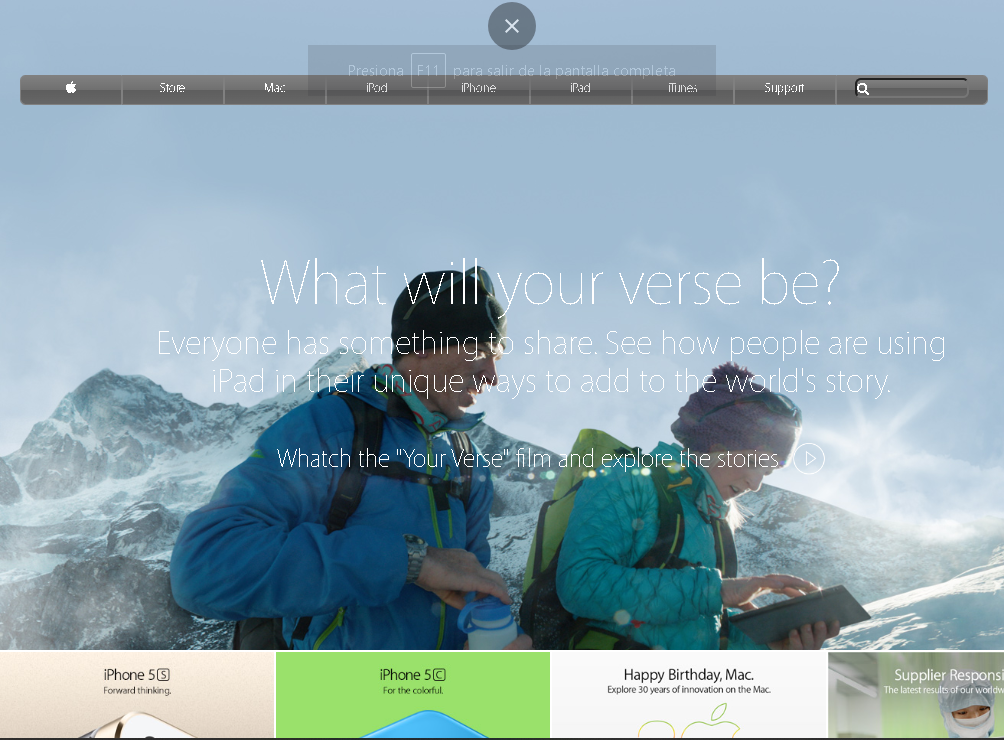 Presiona F11 para salir de la pantalla completa
Store Mac iPod iPhone iPad iTunes Support
What will your verse be?
Everyone has something to share. See how people are using
iPad in their unique ways to add to the world's story.
Whatch the "Your Verse" film and explore the stories
iPhone 5S
Forward thinking.
iPhone 5C
For the colorful.
Happy Birthday, Mac.
Explore 30 years of innovation on the Mac.
Supplier Responsi
The latest results of our worldw